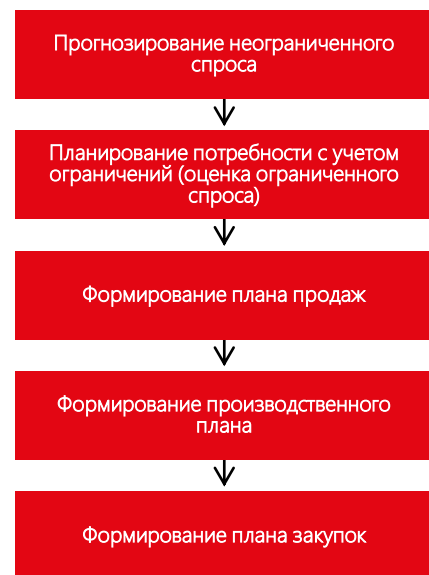 Прогнозирование неограниченного
спроса
Планирование потребности с учетом
ограничений (оценка ограниченного
спроса)
Формирование плана продаж
Формирование производственного
плана
Формирование плана закупок